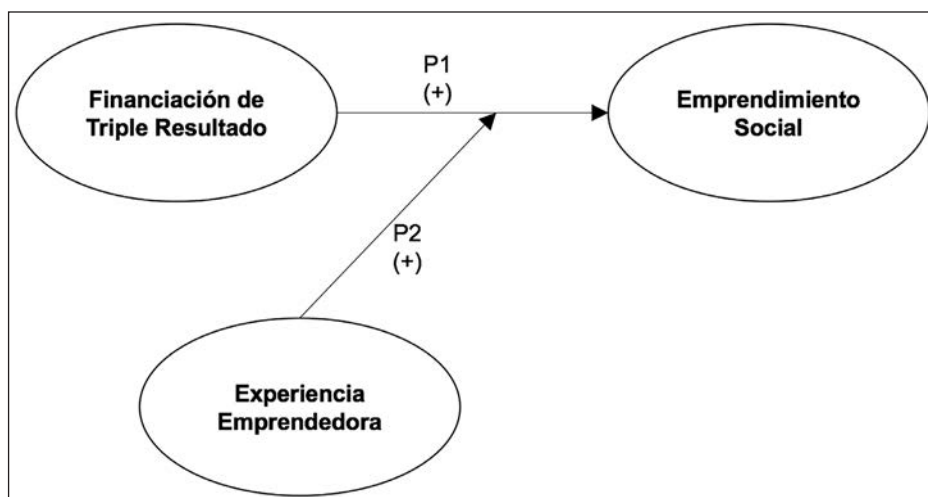 Financiación de
Triple Resultado
P1
(+)
Emprendimiento
Social
P2
(+)
Experiencia
Emprendedora